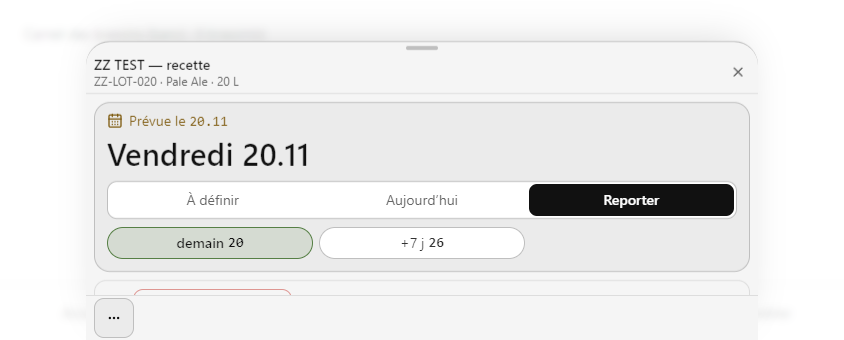 ZZ TEST — recette
ZZ-LOT-020 · Pale Ale · 20 L
Prévue le 20.11
Vendredi 20.11
À définir
Aujourd'hui
Reporter
demain 20
+7 j 26
...